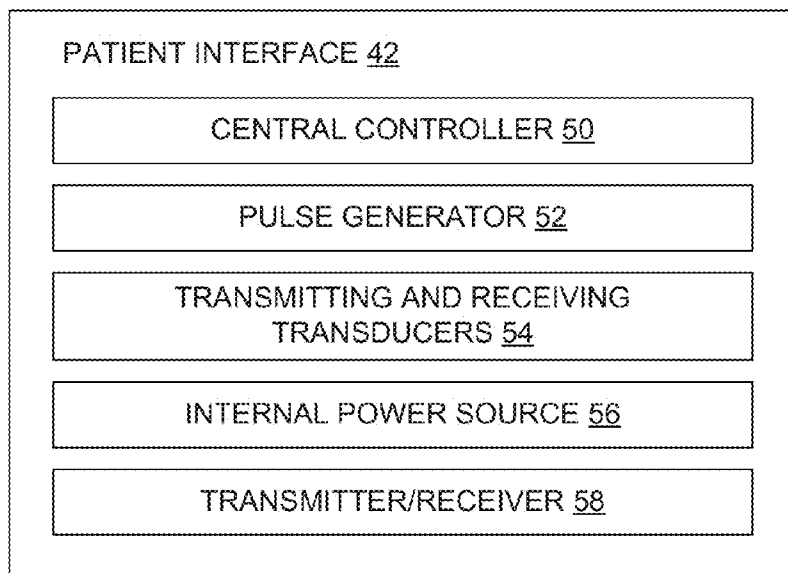 PATIENT INTERFACE 42
CENTRAL CONTROLLER 50
PULSE GENERATOR 52
TRANSMITTING AND RECEIVING
TRANSDUCERS 54
INTERNAL POWER SOURCE 56
TRANSMITTER/RECEIVER 58